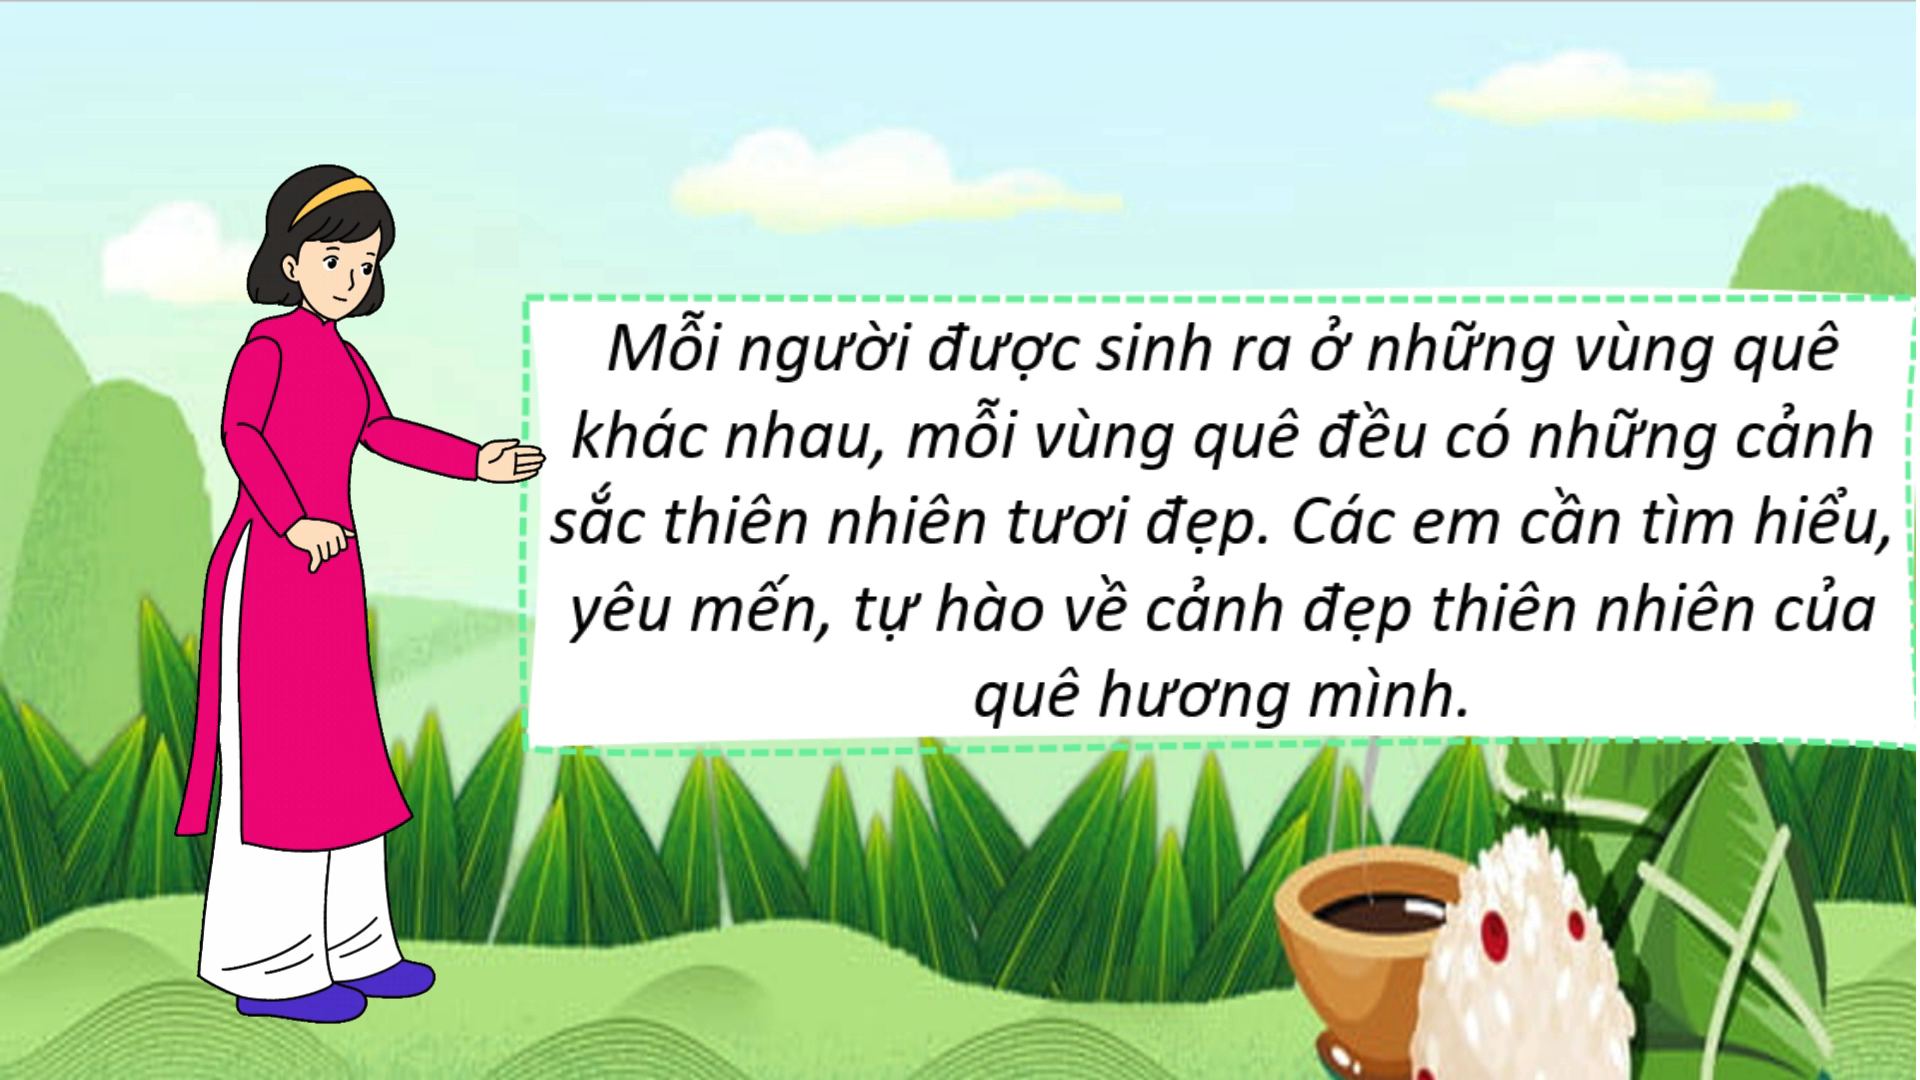 Mỗi người được sinh ra ở những vùng quê
khác nhau, mỗi vùng quê đều có những cảnh
sắc thiên nhiên tươi đẹp. Các em cần tìm hiểu,
yêu mến, tự hào về cảnh đẹp thiên nhiên của
quê hương mình.